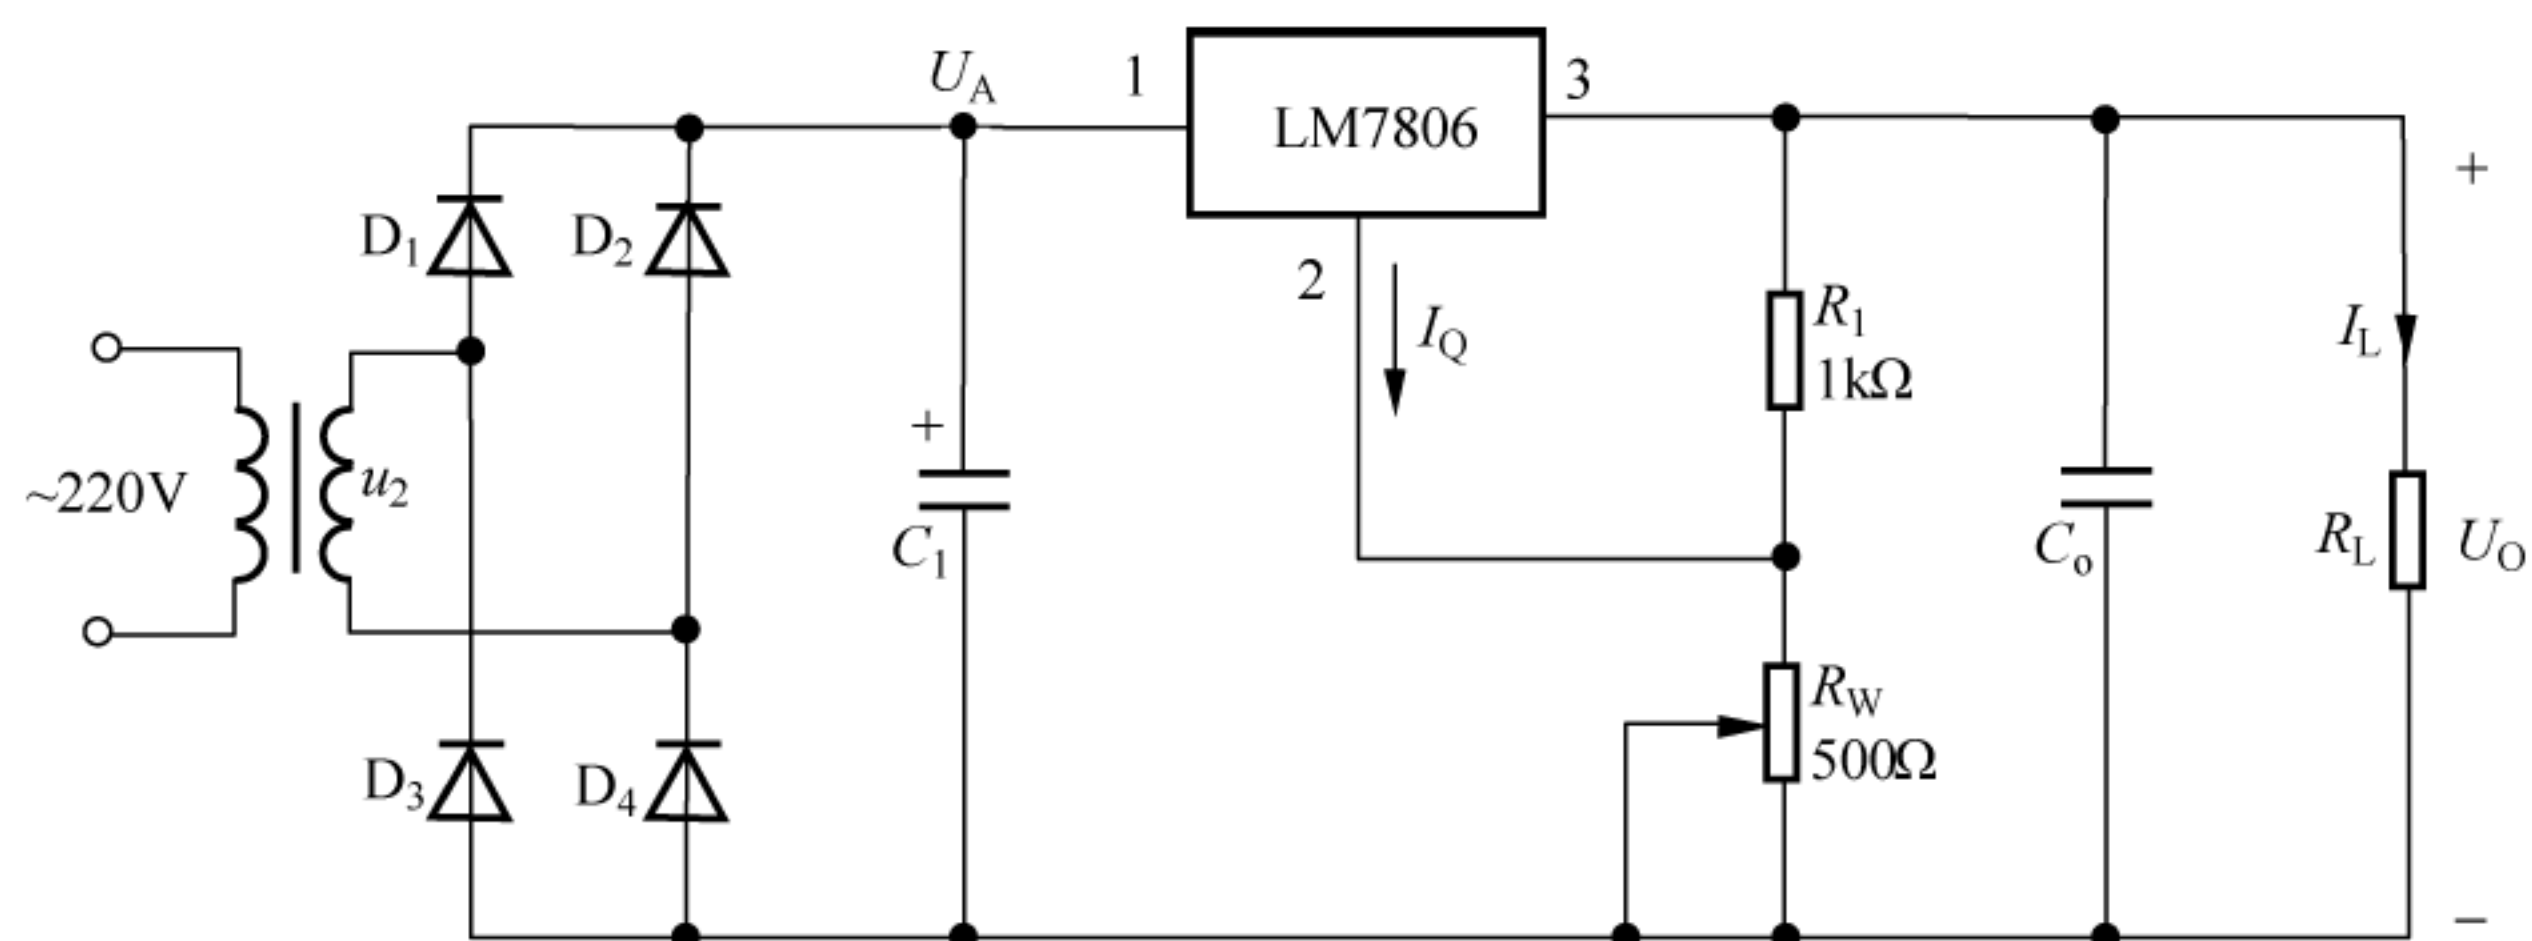 U_A
1
LM7806
3
+
D_1
D_2
2
I_Q
R_1
1kΩ
I_L
~220V
u_2
+
C_1
C_o
R_L
U_O
R_W
500Ω
D_3
D_4
−